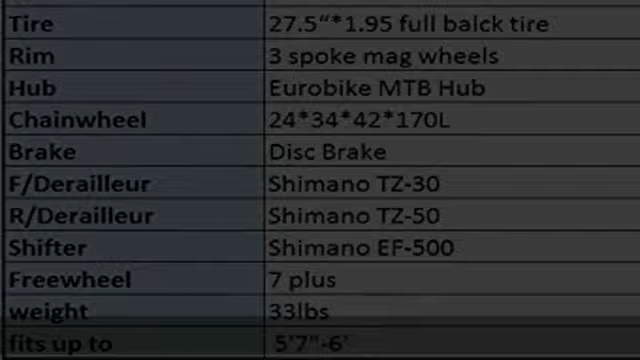 Tire 27.5“*1.95 full balck tire
Rim 3 spoke mag wheels
Hub Eurobike MTB Hub
Chainwheel 24*34*42*170L
Brake Disc Brake
F/Derailleur Shimano TZ-30
R/Derailleur Shimano TZ-50
Shifter Shimano EF-500
Freewheel 7 plus
weight 33lbs
fits up to 5'7"-6'